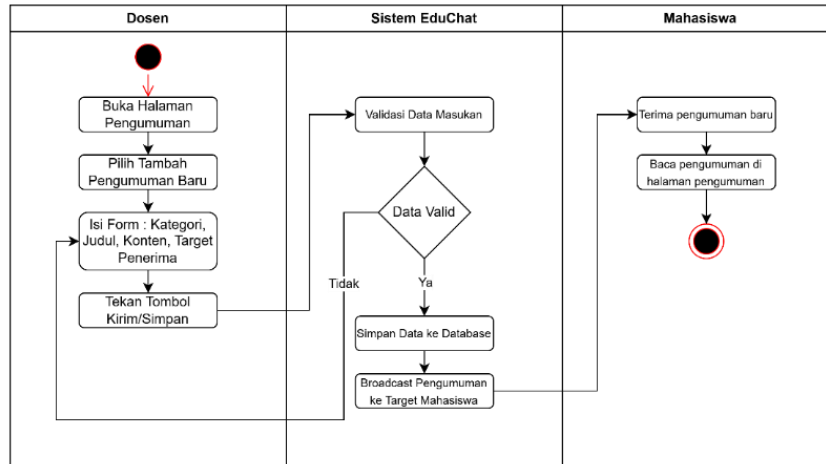 Dosen
Sistem EduChat
Mahasiswa
Buka Halaman
Pengumuman
Pilih Tambah
Pengumuman Baru
Isi Form : Kategori,
Judul, Konten, Target
Penerima
Tekan Tombol
Kirim/Simpan
Validasi Data Masukan
Data Valid
Tidak
Ya
Simpan Data ke Database
Broadcast Pengumuman
ke Target Mahasiswa
Terima pengumuman baru
Baca pengumuman di
halaman pengumuman